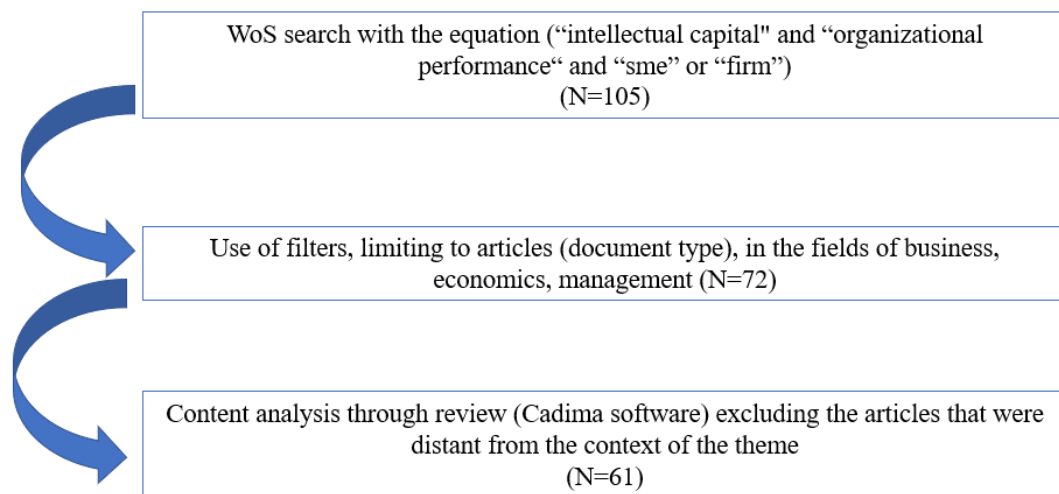 WoS search with the equation (“intellectual capital" and “organizational
performance“ and “sme” or “firm”)
(N=105)
Use of filters, limiting to articles (document type), in the fields of business,
economics, management (N=72)
Content analysis through review (Cadima software) excluding the articles that were
distant from the context of the theme
(N=61)